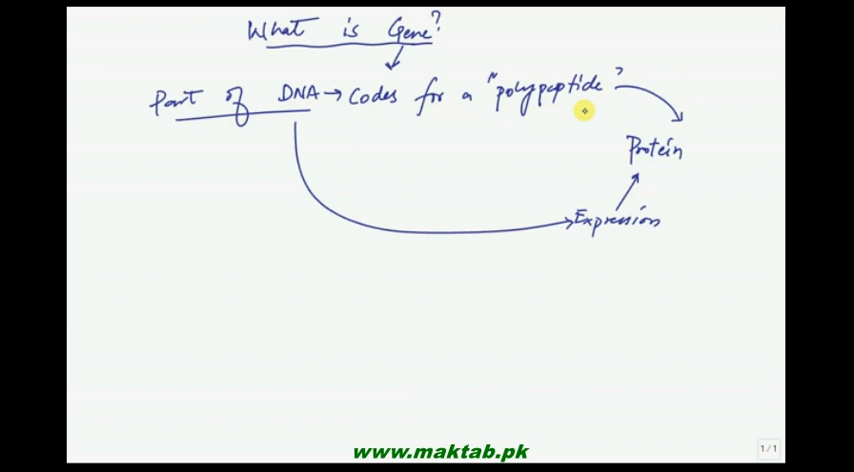 What is Gene?
Part of DNA → Codes for a "polypeptide"
Protein
Expression
1/1
www.maktab.pk